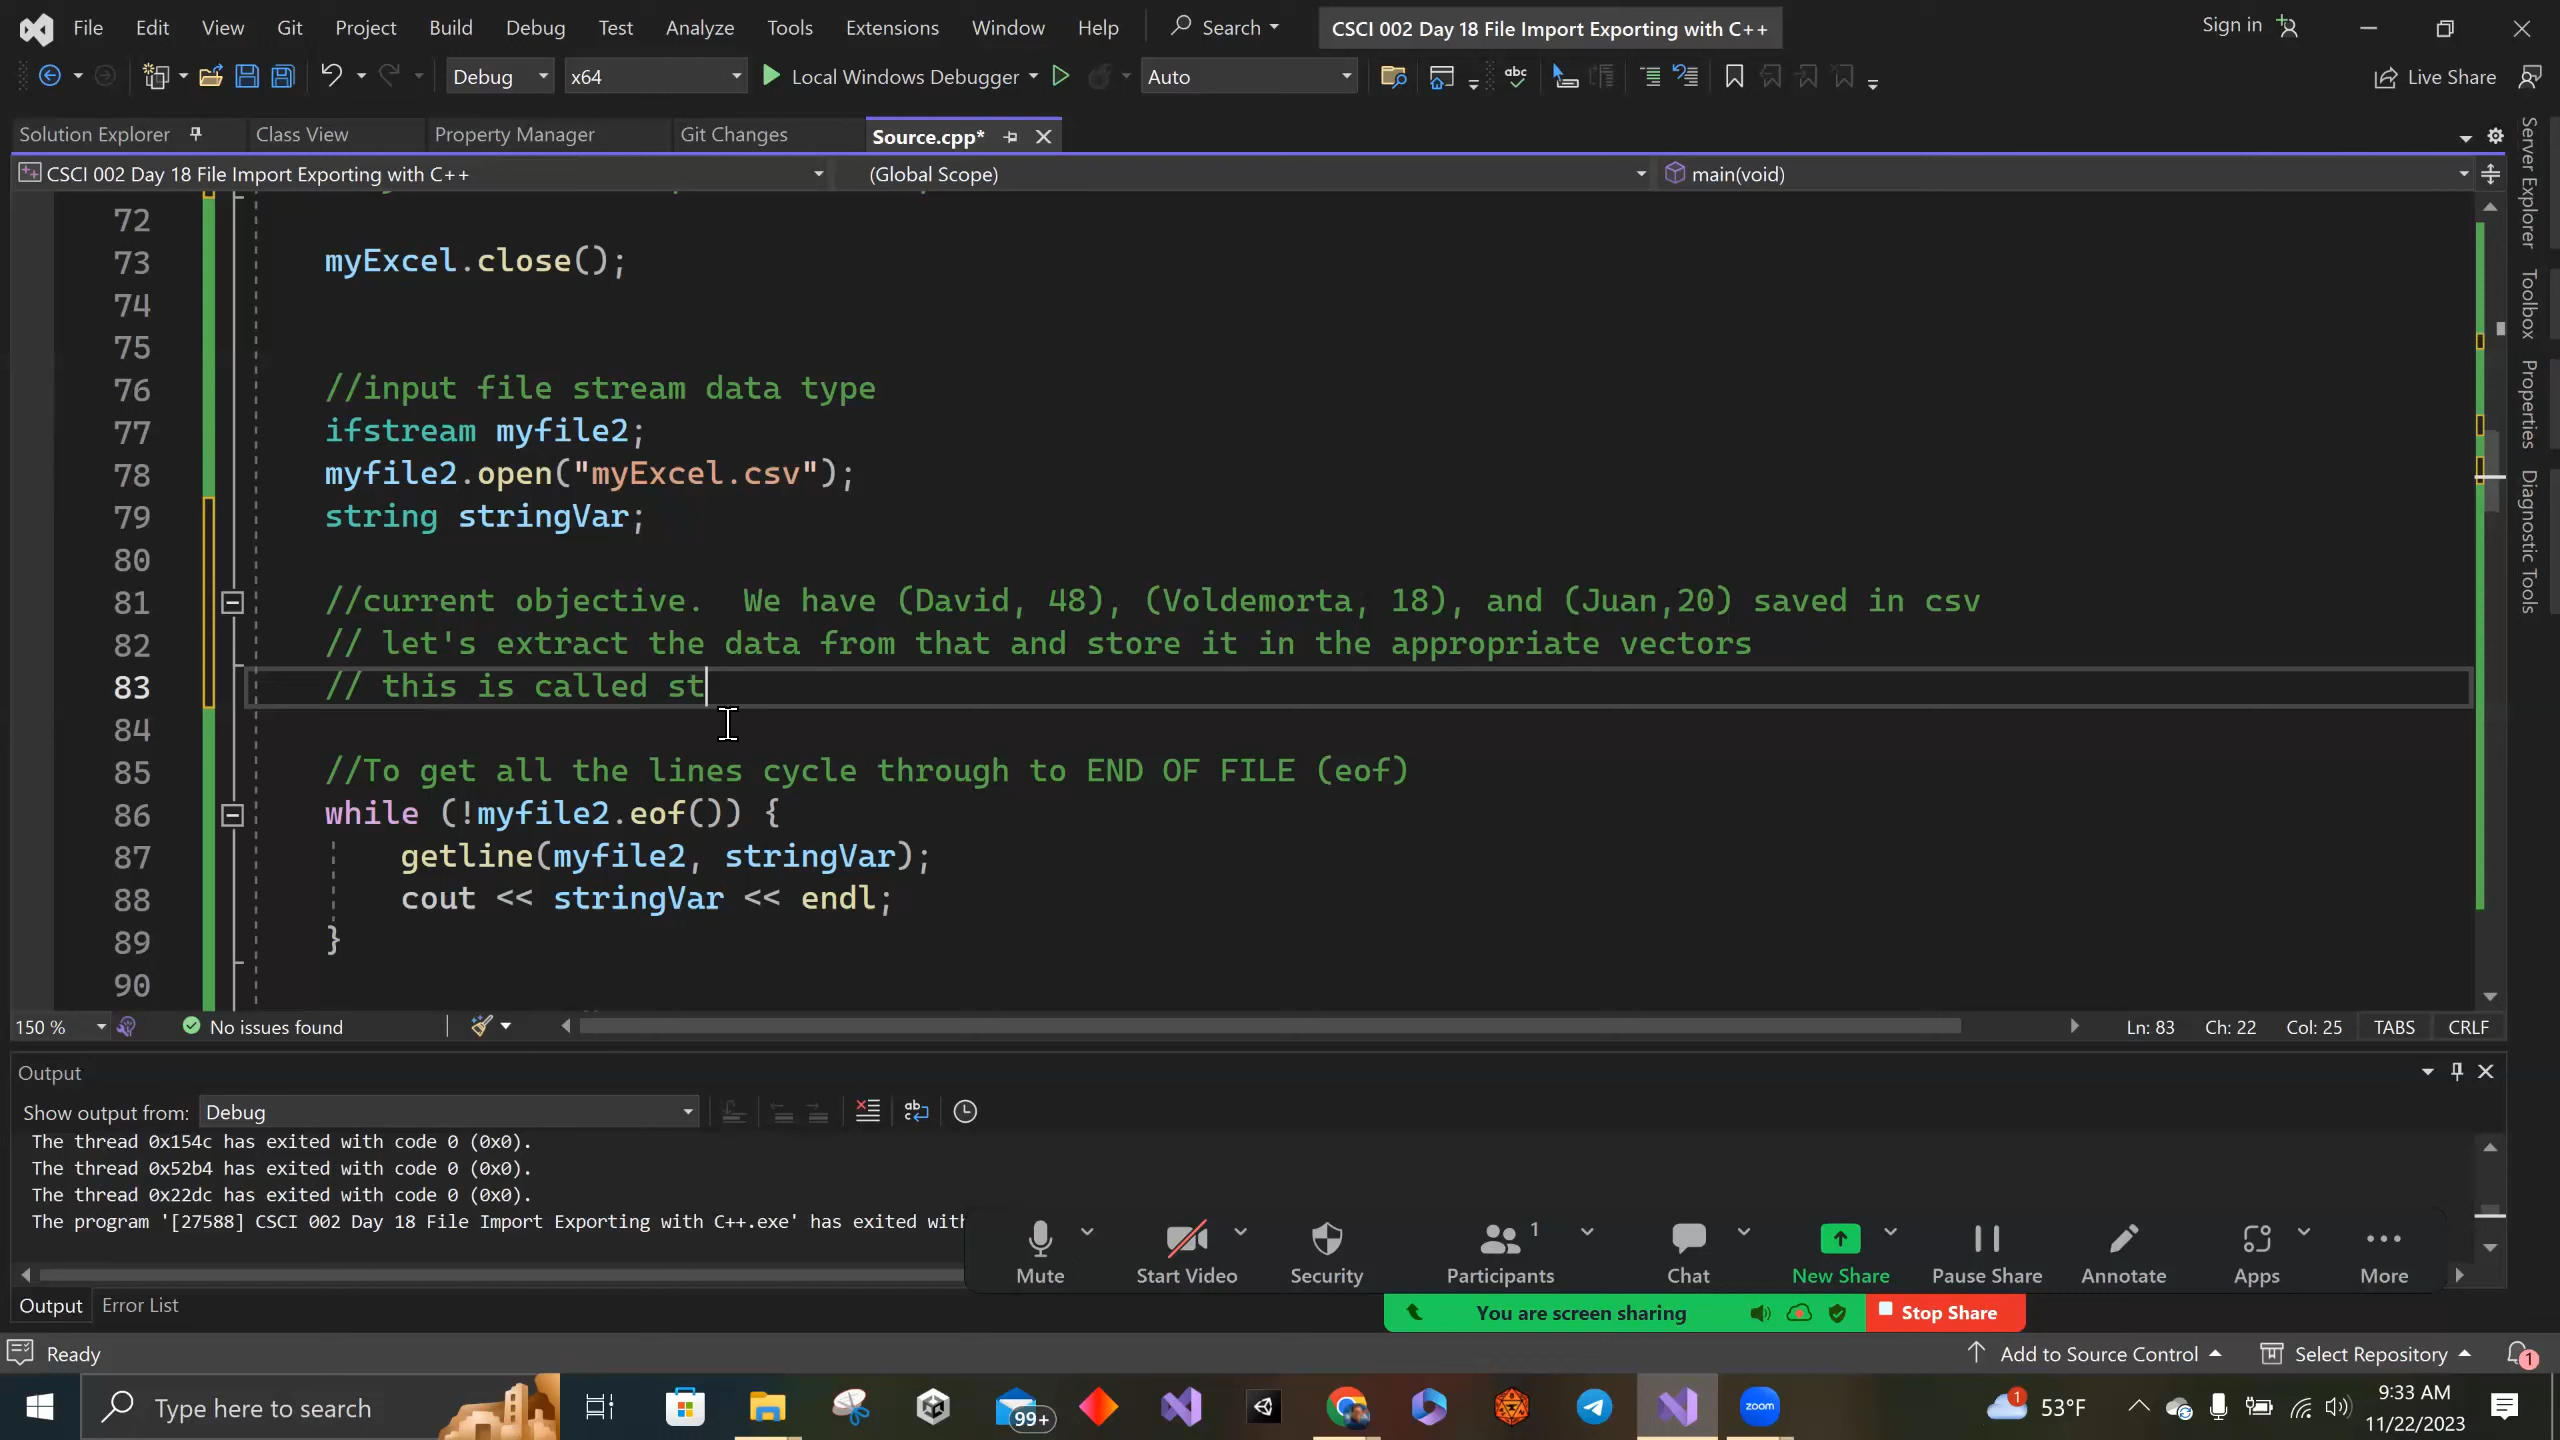 File Edit View Git Project Build Debug Test Analyze Tools Extensions Window Help Search CSCI 002 Day 18 File Import Exporting with C++ Sign in
Debug x64 Local Windows Debugger Auto Live Share
Solution Explorer Class View Property Manager Git Changes Source.cpp*
CSCI 002 Day 18 File Import Exporting with C++ (Global Scope) main(void)
72
73 myExcel.close();
74
75
76 //input file stream data type
77 ifstream myfile2;
78 myfile2.open("myExcel.csv");
79 string stringVar;
80
81 //current objective.  We have (David, 48), (Voldemorta, 18), and (Juan,20) saved in csv
82 // let's extract the data from that and store it in the appropriate vectors
83 // this is called st
84
85 //To get all the lines cycle through to END OF FILE (eof)
86 while (!myfile2.eof()) {
87 getline(myfile2, stringVar);
88 cout << stringVar << endl;
89 }
90
Server Explorer
Toolbox
Properties
Diagnostic Tools
150 % No issues found Ln: 83 Ch: 22 Col: 25 TABS CRLF
Output
Show output from: Debug
The thread 0x154c has exited with code 0 (0x0).
The thread 0x52b4 has exited with code 0 (0x0).
The thread 0x22dc has exited with code 0 (0x0).
The program '[27588] CSCI 002 Day 18 File Import Exporting with C++.exe' has exited with
Mute Start Video Security Participants 1 Chat New Share Pause Share Annotate Apps More
Output Error List
You are screen sharing Stop Share
Ready Add to Source Control Select Repository 1
Type here to search 99+ zoom 1 53°F 9:33 AM
11/22/2023